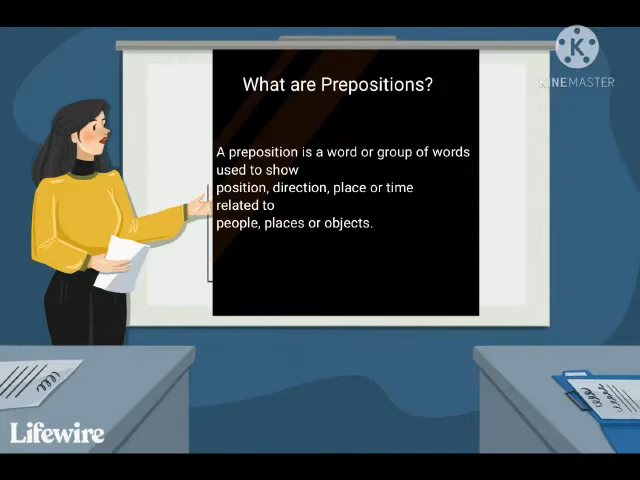 KINEMASTER
What are Prepositions?
A preposition is a word or group of words
used to show
position, direction, place or time
related to
people, places or objects.
Lifewire